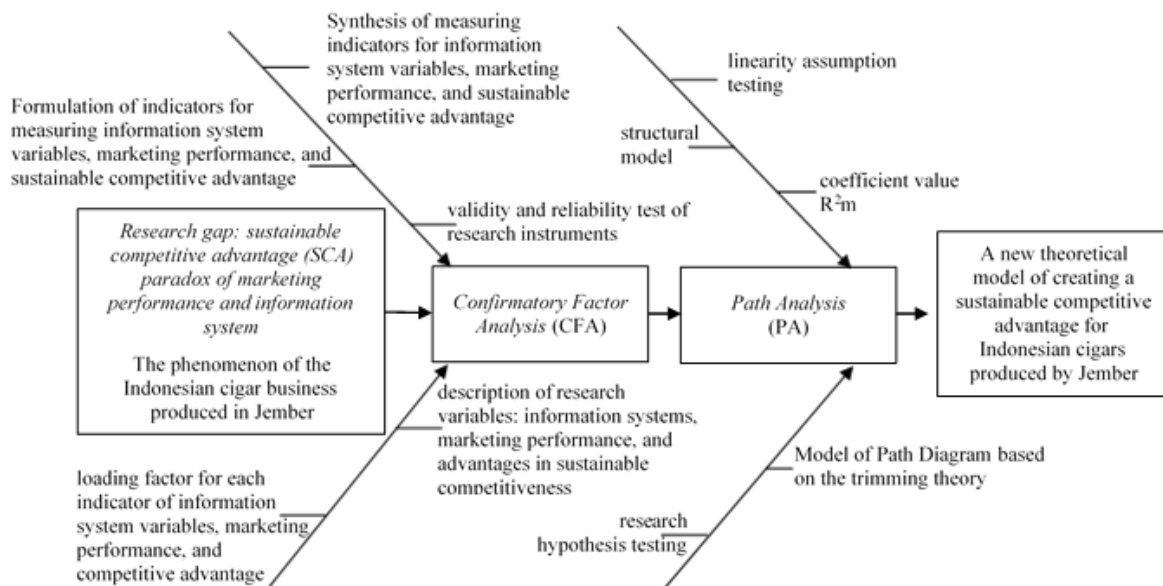 Synthesis of measuring
indicators for information
system variables, marketing
performance, and sustainable
competitive advantage
Formulation of indicators for
measuring information system
variables, marketing performance, and
sustainable competitive advantage
validity and reliability test of
research instruments
linearity assumption
testing
structural
model
coefficient value
R²m
Research gap: sustainable
competitive advantage (SCA)
paradox of marketing
performance and information
system
The phenomenon of the
Indonesian cigar business
produced in Jember
Confirmatory Factor
Analysis (CFA)
Path Analysis
(PA)
A new theoretical
model of creating a
sustainable competitive
advantage for
Indonesian cigars
produced by Jember
description of research
variables: information systems,
marketing performance, and
advantages in sustainable
competitiveness
loading factor for each
indicator of information
system variables, marketing
performance, and
competitive advantage
Model of Path Diagram based
on the trimming theory
research
hypothesis testing